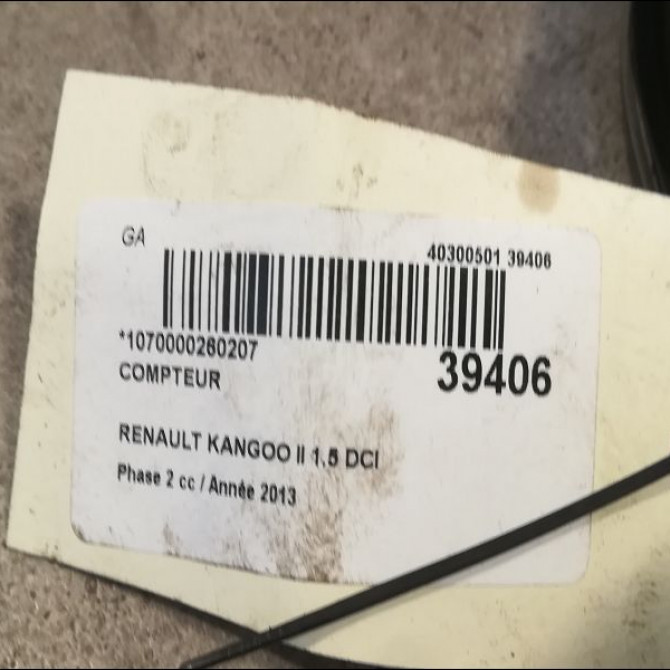 GA
40300501 39406
*1070000260207
39406
COMPTEUR
RENAULT KANGOO II 1,5 DCI
Phase 2 cc / Année 2013